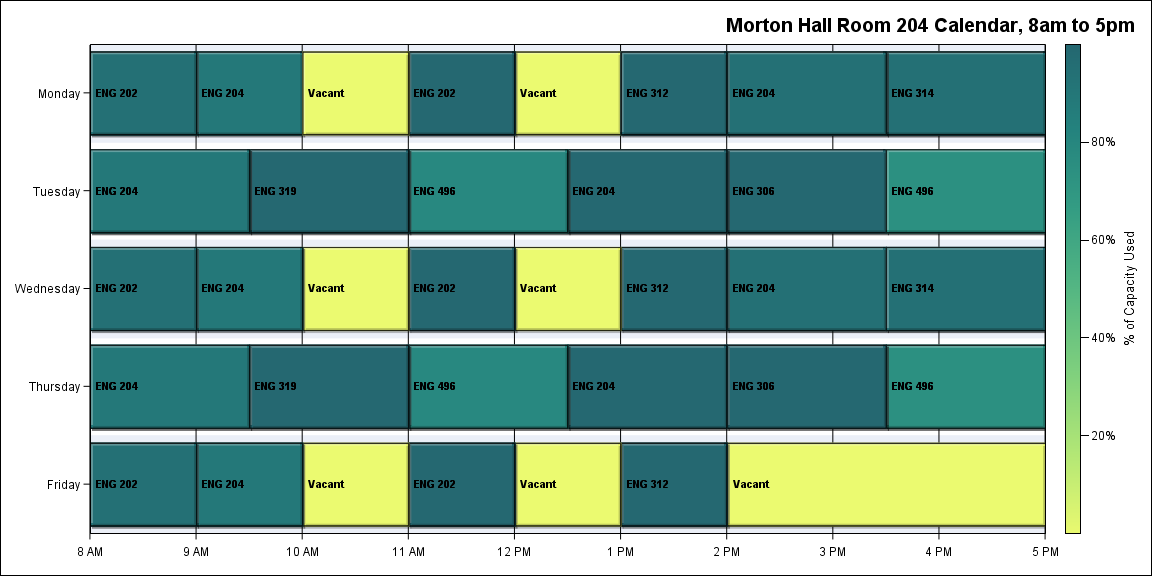 Morton Hall Room 204 Calendar, 8am to 5pm
Monday
ENG 202
ENG 204
Vacant
ENG 202
Vacant
ENG 312
ENG 204
ENG 314
Tuesday
ENG 204
ENG 319
ENG 496
ENG 204
ENG 306
ENG 496
Wednesday
ENG 202
ENG 204
Vacant
ENG 202
Vacant
ENG 312
ENG 204
ENG 314
Thursday
ENG 204
ENG 319
ENG 496
ENG 204
ENG 306
ENG 496
Friday
ENG 202
ENG 204
Vacant
ENG 202
Vacant
ENG 312
Vacant
8 AM
9 AM
10 AM
11 AM
12 PM
1 PM
2 PM
3 PM
4 PM
5 PM
80%
60%
40%
20%
% of Capacity Used